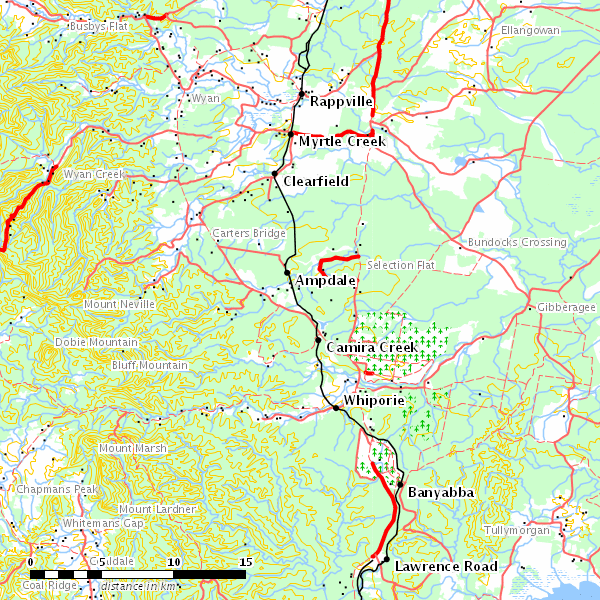 Busbys Flat
Ellangowan
Wyan
Rappville
Myrtle Creek
Wyan Creek
Clearfield
Carters Bridge
Bundocks Crossing
Selection Flat
Ampdale
Mount Neville
Gibberagee
Dobie Mountain
Camira Creek
Bluff Mountain
Whiporie
Mount Marsh
Chapmans Peak
Banyabba
Mount Lardner
Whitemans Gap
Tullymorgan
Lawrence Road
0 5 10 15
distance in km
Coal Ridge